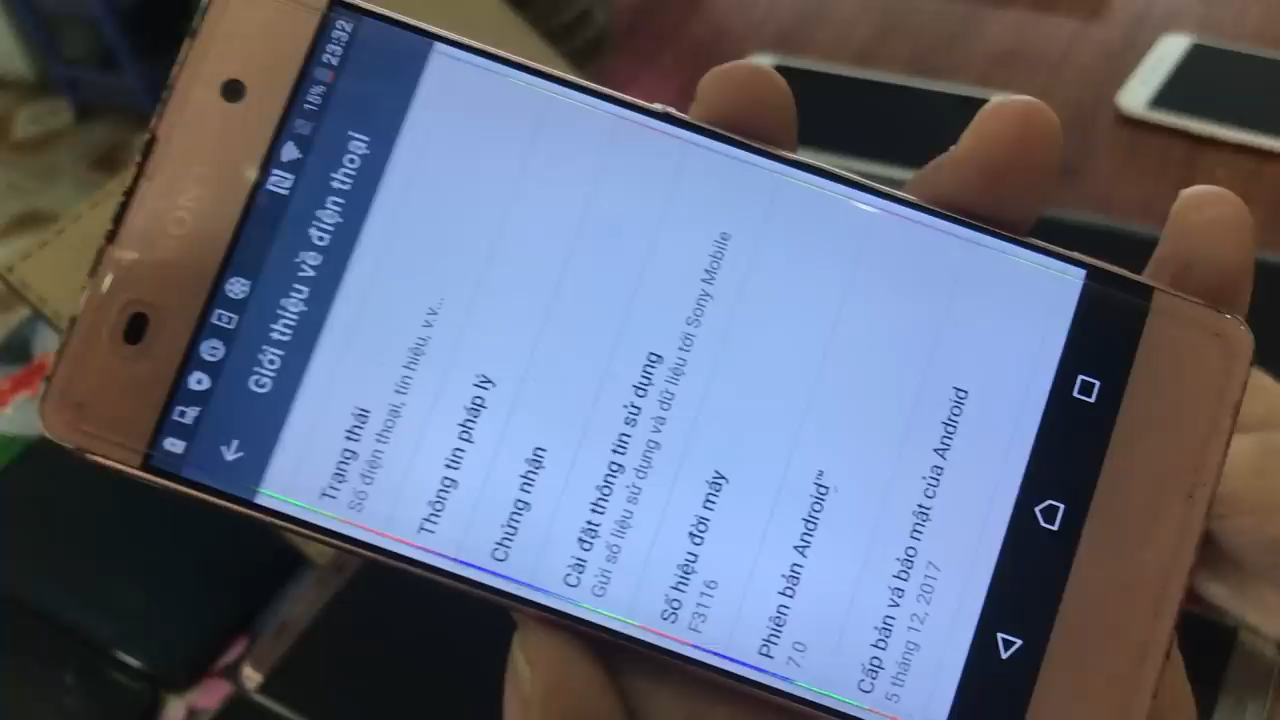 18% 23:32
Giới thiệu về điện thoại
Trạng thái
Số điện thoại, tín hiệu, v.v...
Thông tin pháp lý
Chứng nhận
Cài đặt thông tin sử dụng
Gửi số liệu sử dụng và dữ liệu tới Sony Mobile
Số hiệu đời máy
F3116
Phiên bản Android™
7.0
Cấp bản vá bảo mật của Android
5 tháng 12, 2017